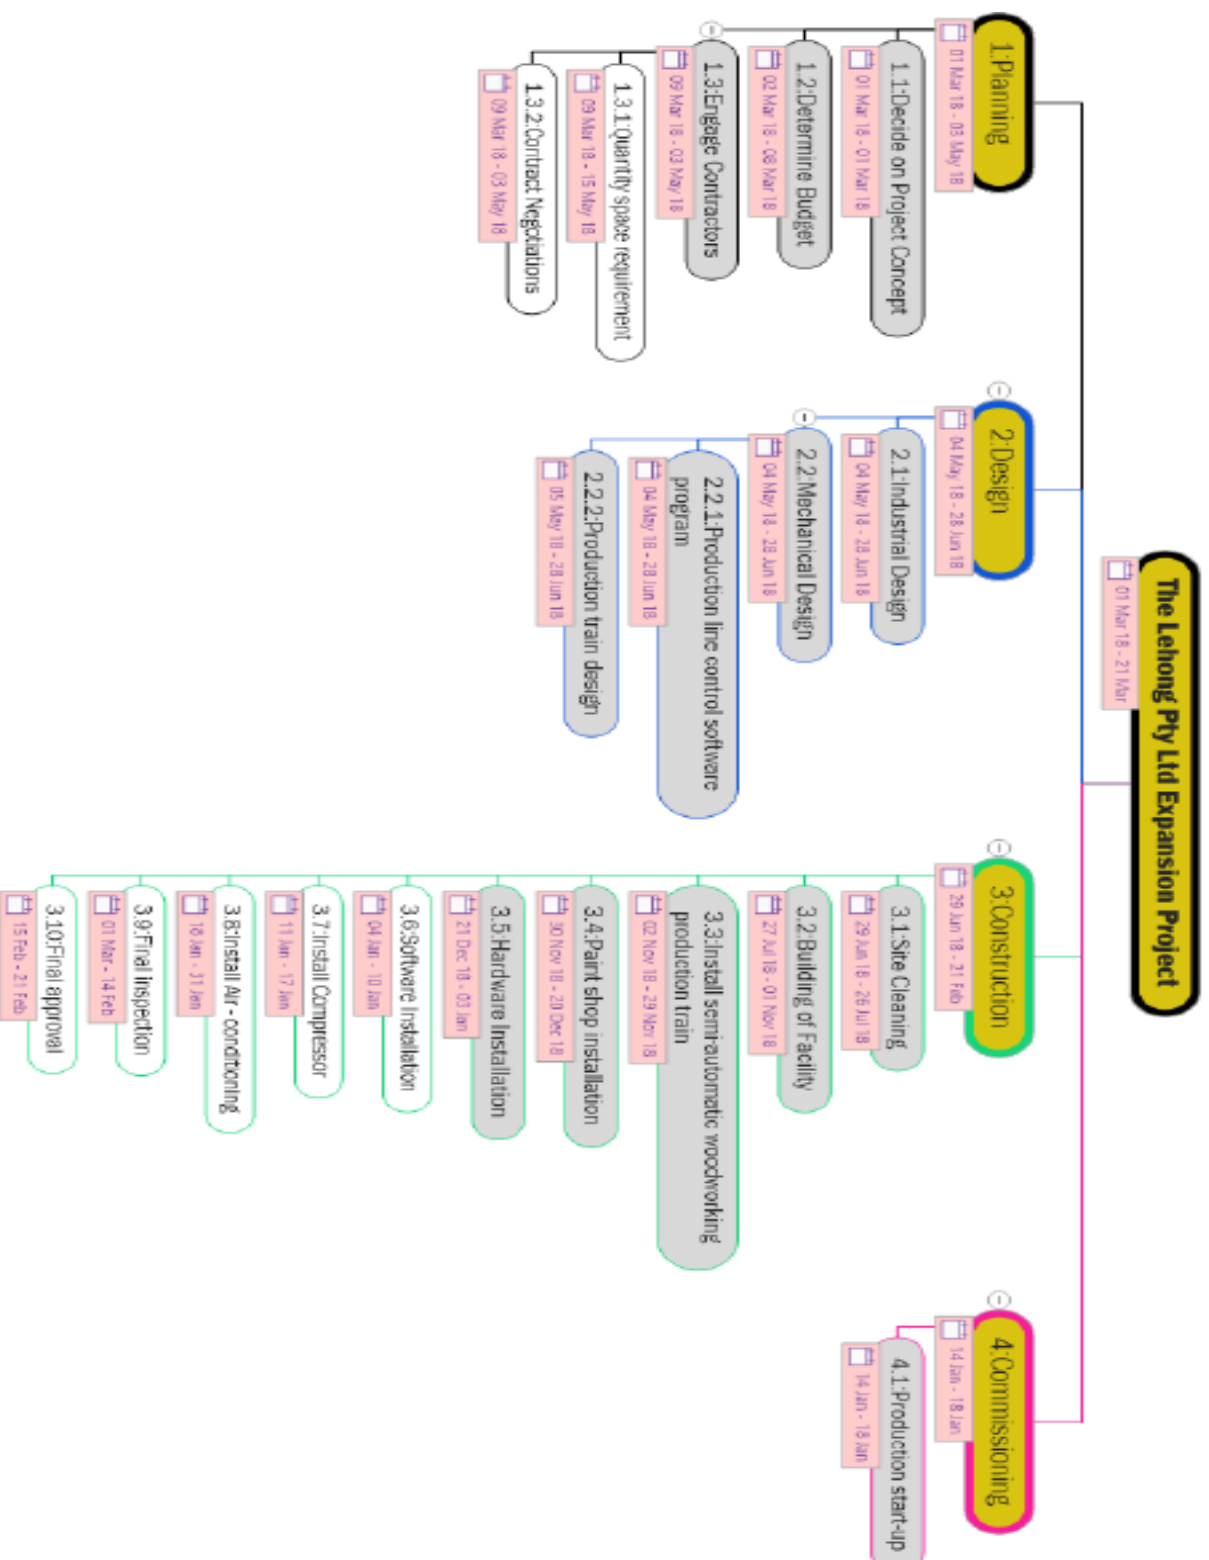 The Lehong Pty Ltd Expansion Project
01 Mar 18 - 21 Mar
1:Planning
01 Mar 18 - 03 May 18
1.1:Decide on Project Concept
01 Mar 18 - 01 Mar 18
1.2:Determine Budget
02 Mar 18 - 08 Mar 18
1.3:Engage Contractors
09 Mar 18 - 03 May 18
1.3.1:Quantity space requirement
09 Mar 18 - 15 May 18
1.3.2:Contract Negotiations
09 Mar 18 - 03 May 18
2:Design
04 May 18 - 28 Jun 18
2.1:Industrial Design
04 May 18 - 28 Jun 18
2.2:Mechanical Design
04 May 18 - 28 Jun 18
2.2.1:Production line control software
program
04 May 18 - 28 Jun 18
2.2.2:Production train design
05 May 18 - 28 Jun 18
3:Construction
29 Jun 18 - 21 Feb
3.1:Site Cleaning
29 Jun 18 - 26 Jul 18
3.2:Building of Facility
27 Jul 18 - 01 Nov 18
3.3:Install semi-automatic woodworking
production train
02 Nov 18 - 29 Nov 18
3.4:Paint shop installation
30 Nov 18 - 20 Dec 18
3.5:Hardware Installation
21 Dec 18 - 03 Jan
3.6:Software Installation
04 Jan - 10 Jan
3.7:Install Compressor
11 Jan - 17 Jan
3.8:Install Air - conditioning
18 Jan - 31 Jan
3.9:Final Inspection
01 Mar - 14 Feb
3.10:Final approval
15 Feb - 21 Feb
4:Commissioning
14 Jan - 18 Jan
4.1:Production start-up
14 Jan - 18 Jan